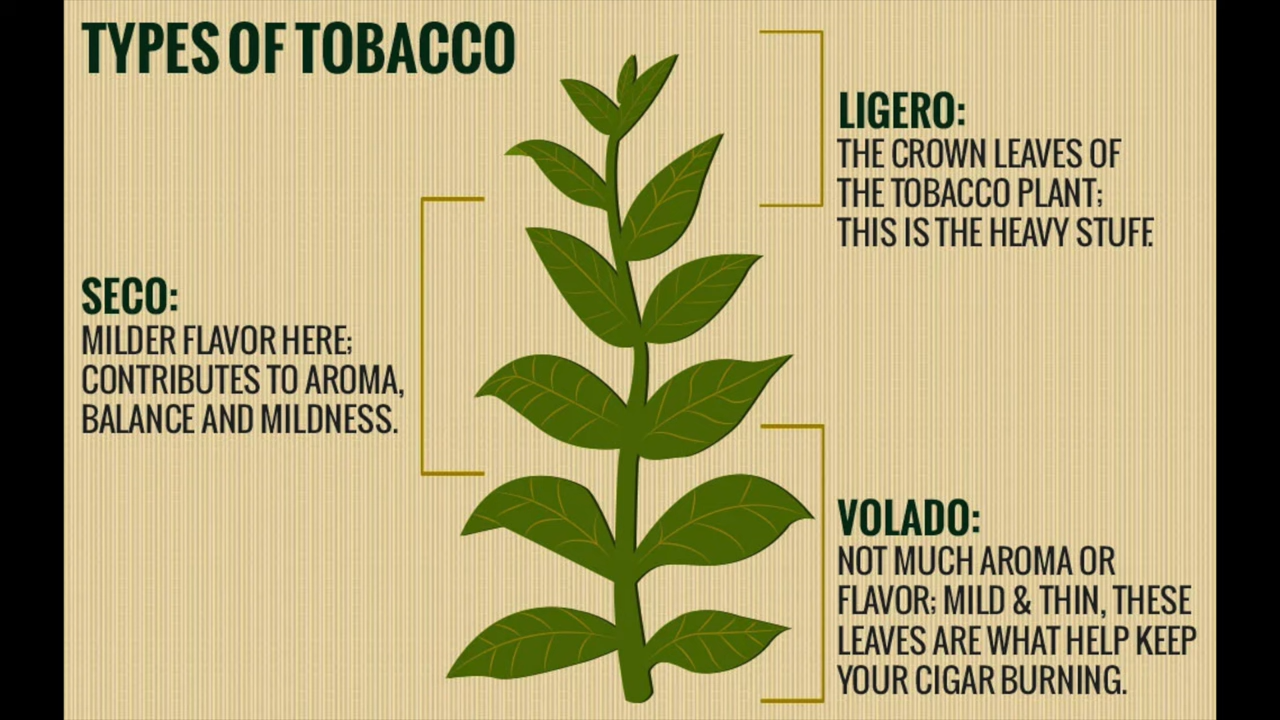 TYPES OF TOBACCO
LIGERO:
THE CROWN LEAVES OF
THE TOBACCO PLANT;
THIS IS THE HEAVY STUFF.
SECO:
MILDER FLAVOR HERE;
CONTRIBUTES TO AROMA,
BALANCE AND MILDNESS.
VOLADO:
NOT MUCH AROMA OR
FLAVOR; MILD & THIN, THESE
LEAVES ARE WHAT HELP KEEP
YOUR CIGAR BURNING.